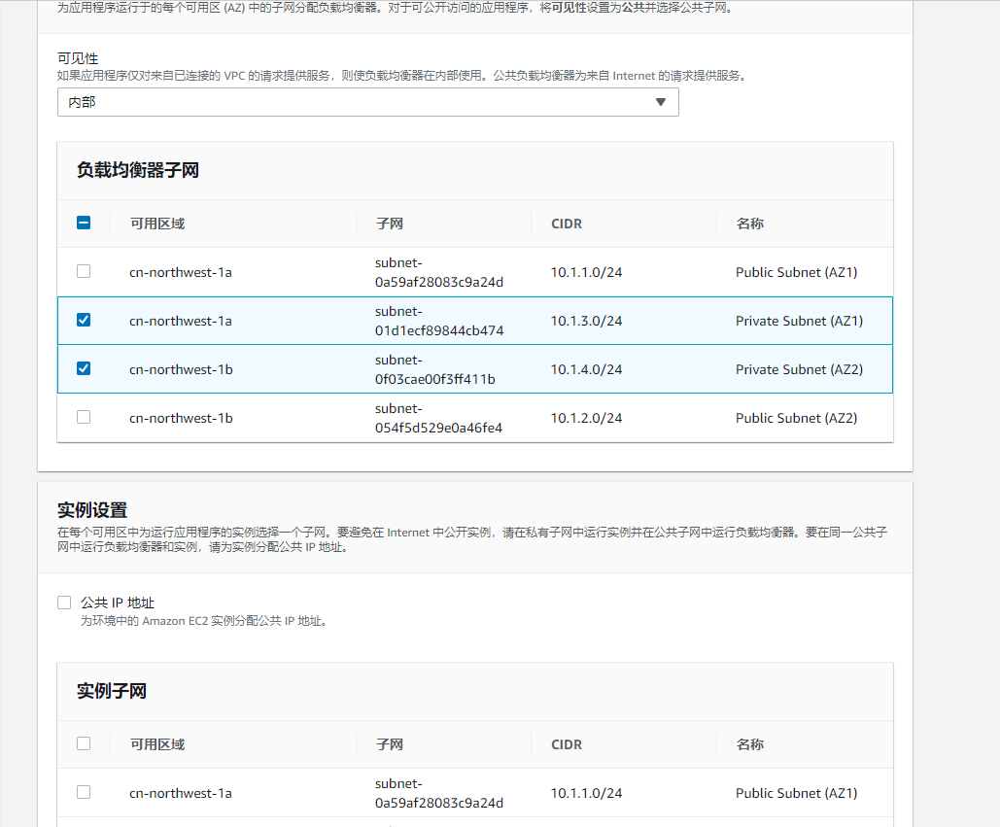 为应用程序运行于的每个可用区 (AZ) 中的子网分配负载均衡器。对于可公开访问的应用程序，将可见性设置为公共并选择公共子网。
可见性
如果应用程序仅对来自已连接的 VPC 的请求提供服务，则使负载均衡器在内部使用。公共负载均衡器为来自 Internet 的请求提供服务。
内部
负载均衡器子网
可用区域 子网 CIDR 名称
cn-northwest-1a subnet-0a59af28083c9a24d 10.1.1.0/24 Public Subnet (AZ1)
cn-northwest-1a subnet-01d1ecf89844cb474 10.1.3.0/24 Private Subnet (AZ1)
cn-northwest-1b subnet-0f03cae00f3ff411b 10.1.4.0/24 Private Subnet (AZ2)
cn-northwest-1b subnet-054f5d529e0a46fe4 10.1.2.0/24 Public Subnet (AZ2)
实例设置
在每个可用区中为运行应用程序的实例选择一个子网。要避免在 Internet 中公开实例，请在私有子网中运行实例并在公共子网中运行负载均衡器。要在同一公共子
网中运行负载均衡器和实例，请为实例分配公共 IP 地址。
公共 IP 地址
为环境中的 Amazon EC2 实例分配公共 IP 地址。
实例子网
可用区域 子网 CIDR 名称
cn-northwest-1a subnet-0a59af28083c9a24d 10.1.1.0/24 Public Subnet (AZ1)